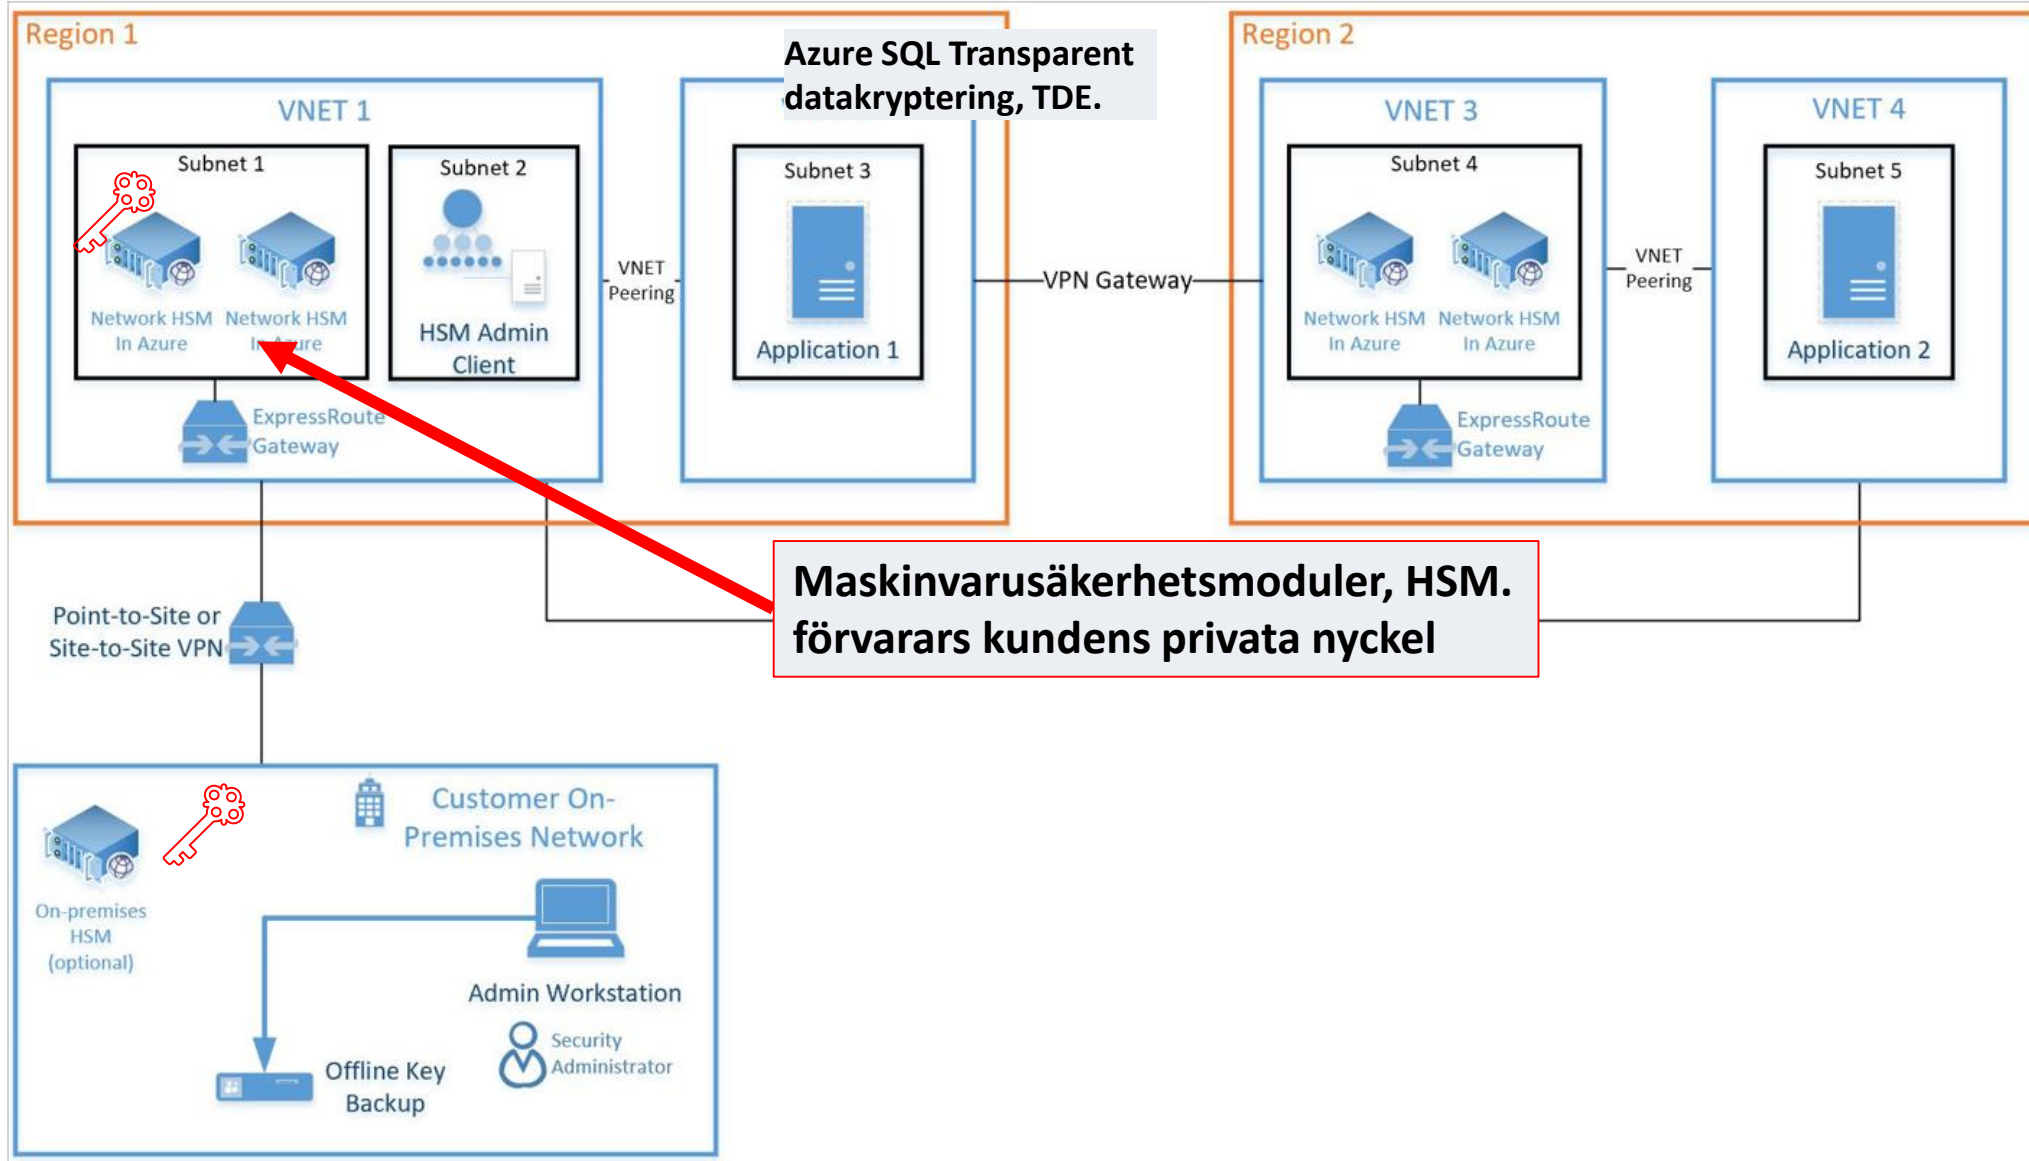 Region 1
Azure SQL Transparent
datakryptering, TDE.
Region 2
VNET 1
VNET 3
VNET 4
Subnet 1
Subnet 2
Subnet 3
Subnet 4
Subnet 5
Network HSM
In Azure
Network HSM
In Azure
HSM Admin
Client
VNET
Peering
Application 1
VPN Gateway
Network HSM
In Azure
Network HSM
In Azure
VNET
Peering
Application 2
ExpressRoute
Gateway
ExpressRoute
Gateway
Maskinvarusäkerhetsmoduler, HSM.
förvarars kundens privata nyckel
Point-to-Site or
Site-to-Site VPN
Customer On-
Premises Network
On-premises
HSM
(optional)
Admin Workstation
Security
Administrator
Offline Key
Backup